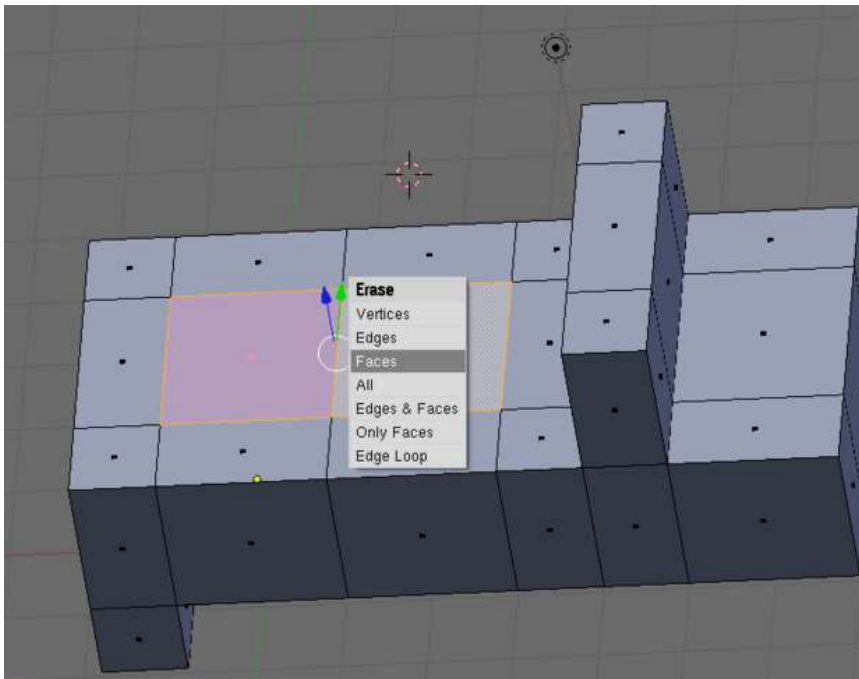 Erase
Vertices
Edges
Faces
All
Edges & Faces
Only Faces
Edge Loop